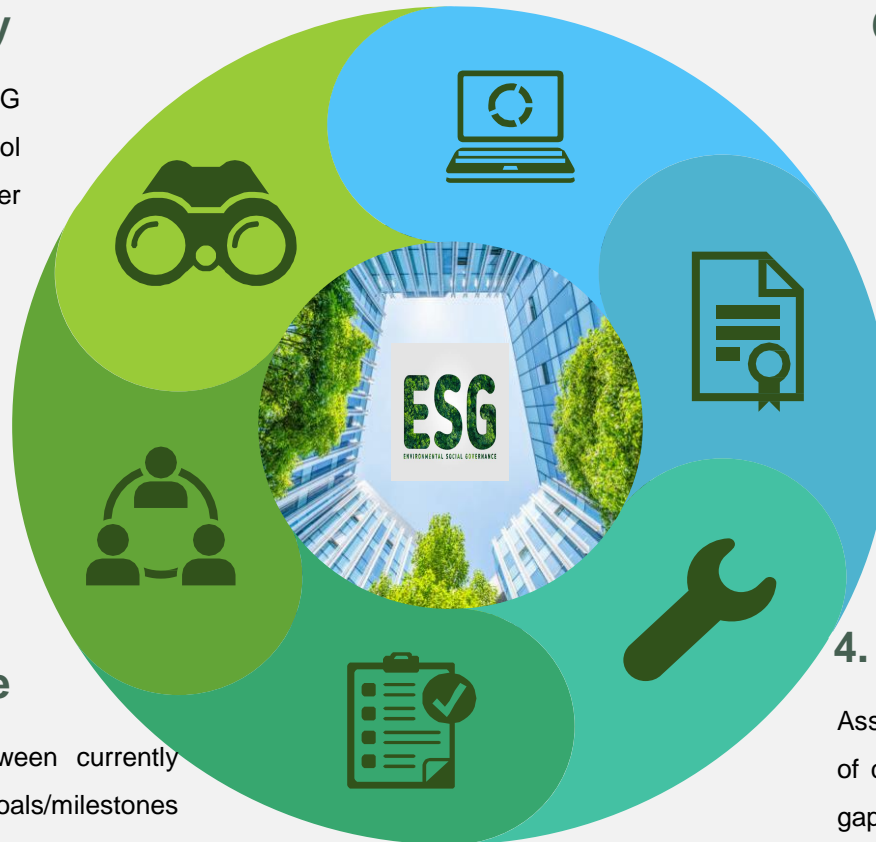 y
G
ol
er
ESG
ENVIRONMENTAL SOCIAL GOVERNANCE
e
ween currently
oals/milestones
4.
Ass
of
gap